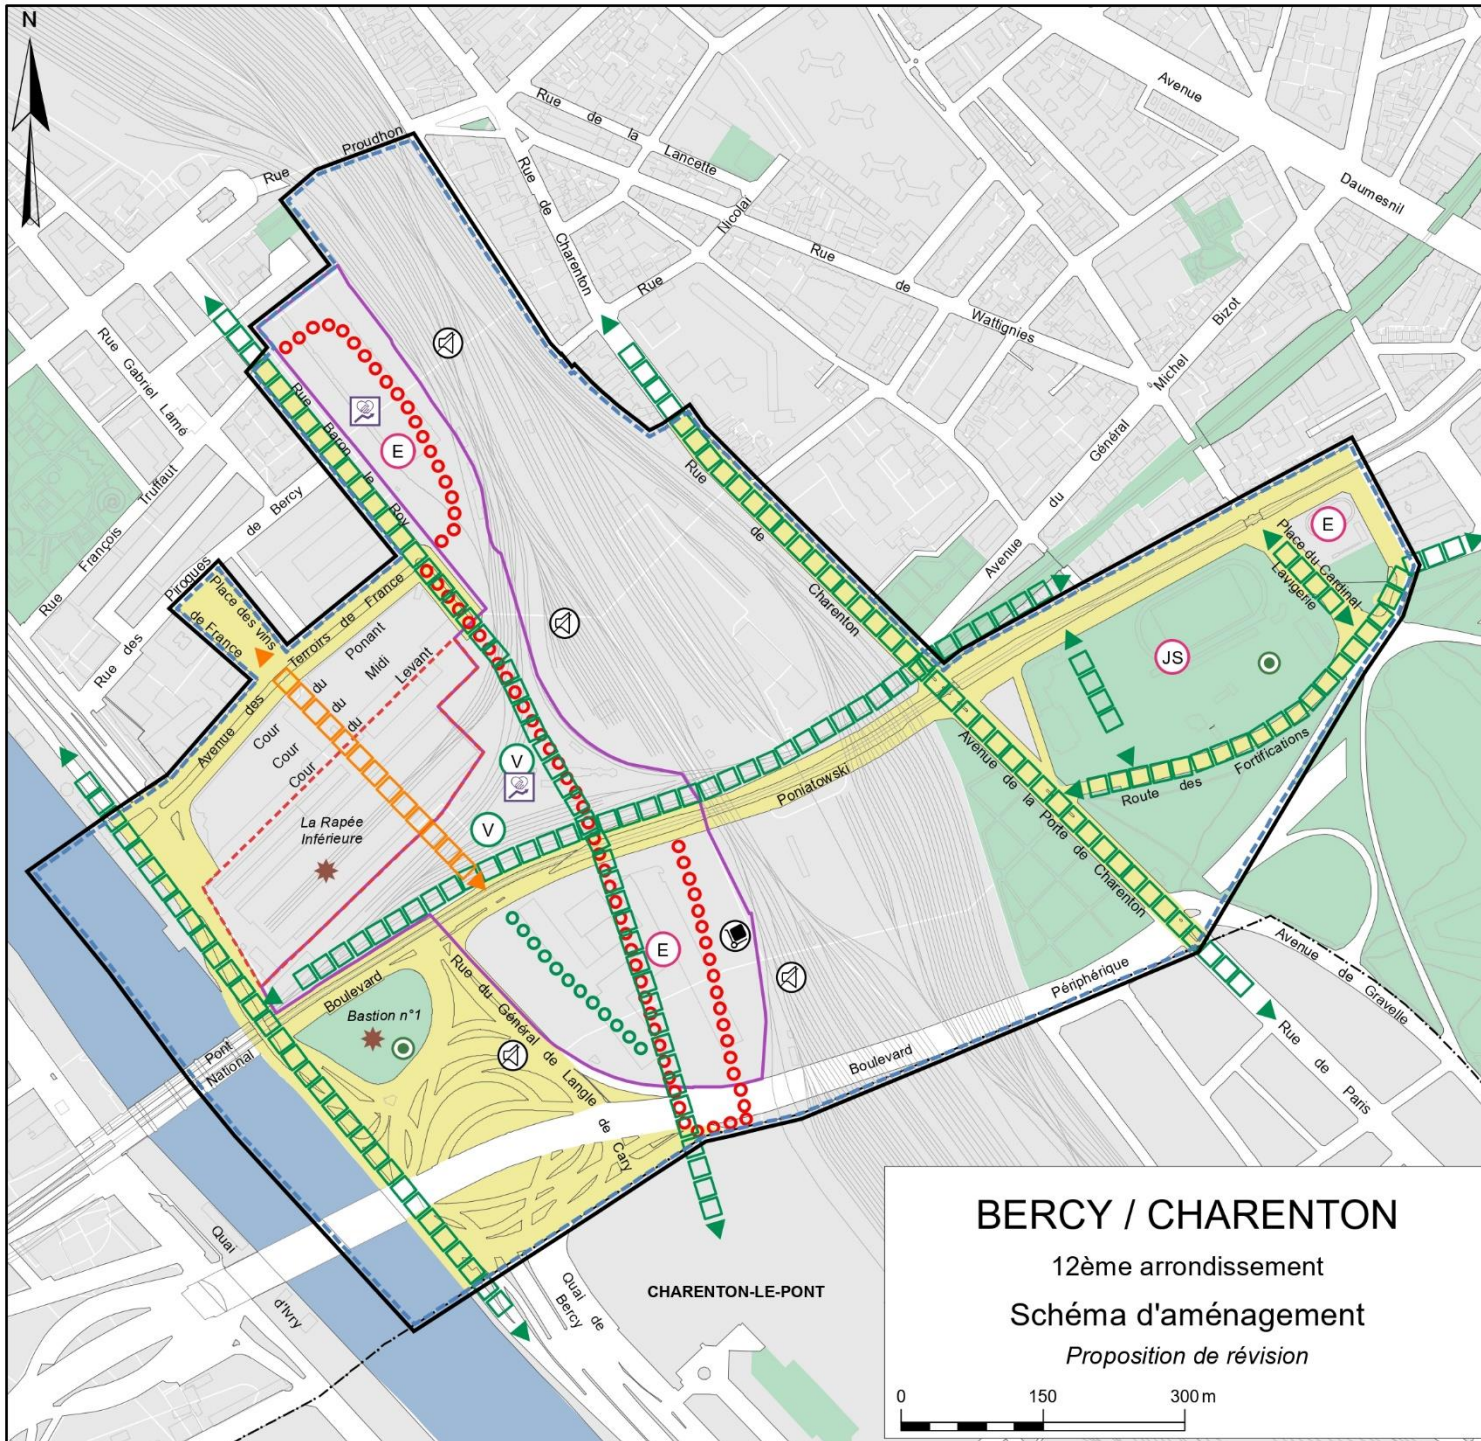 N
Rue
Proudhon
Rue
de
la
Lancette
Avenue
Daumesnil
Rue
de
Charenton
Nicolaï
Rue
Rue
de
Wattignies
Michel
Bizot
Général
du
Avenue
Rue Gabriel Lamé
Rue
Baron
le
Roy
E
Rue
François
Truffaut
Rue
des
Pirogues
de
Bercy
Place des vins
de France
Avenue
des
Terroirs
de
France
Cour
du
Ponant
Cour
du
Midi
Cour
du
Levant
La Rapée
Inférieure
V
V
Rue
de
Charenton
Place du Cardinal
Lavigerie
E
JS
Route
des
Fortifications
Avenue
de
la
Porte
de
Charenton
Poniatowski
Boulevard
Bastion n°1
Pont
National
Rue
du
Général
de
Langle
de
Cary
E
Boulevard
Périphérique
Avenue
de
Gravelle
Rue
de
Paris
Quai
d'Ivry
Quai
de
Bercy
CHARENTON-LE-PONT
BERCY / CHARENTON
12ème arrondissement
Schéma d'aménagement
Proposition de révision
0 150 300 m